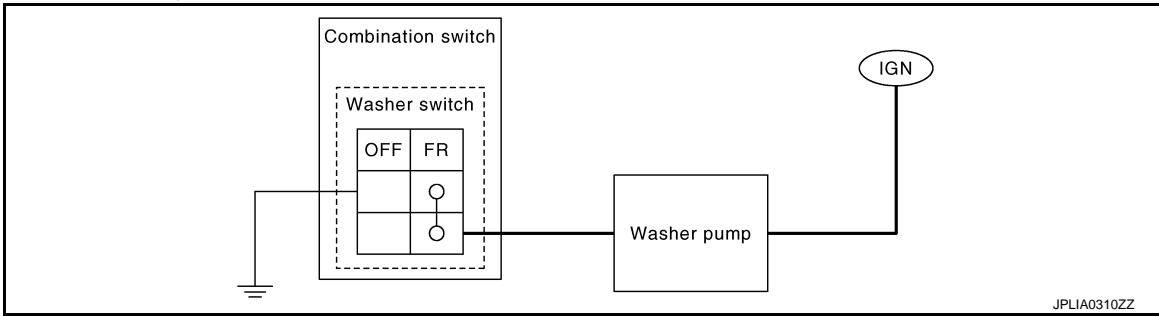 Combination switch
IGN
Washer switch
OFF FR
Washer pump
JPLIA0310ZZ